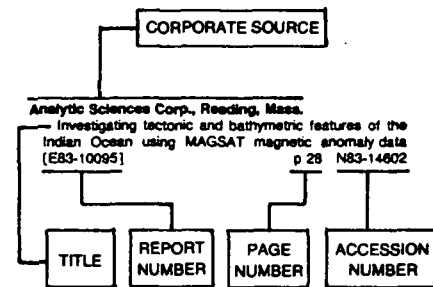 CORPORATE SOURCE
Analytic Sciences Corp., Reading, Mass.
Investigating tectonic and bathymetric features of the
Indian Ocean using MAGSAT magnetic anomaly data
[E83-10095] p 28 N83-14602
TITLE
REPORT
NUMBER
PAGE
NUMBER
ACCESSION
NUMBER